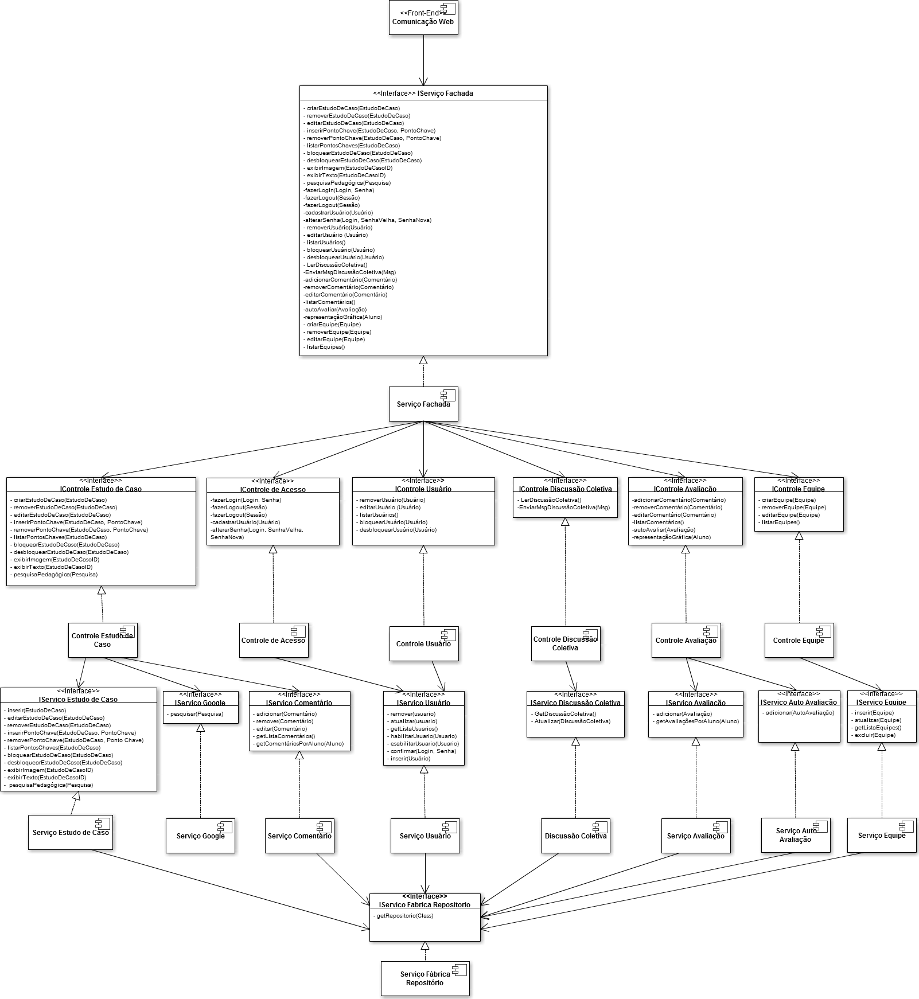 <<Front-End>>
Comunicação Web
<<Interface>> IServiço Fachada
- criarEstudoDeCaso(EstudoDeCaso)
- removerEstudoDeCaso(EstudoDeCaso)
- editarEstudoDeCaso(EstudoDeCaso)
- inserirPontoChave(EstudoDeCaso, PontoChave)
- removerPontoChave(EstudoDeCaso, PontoChave)
- listarPontosChaves(EstudoDeCaso)
- bloquearEstudoDeCaso(EstudoDeCaso)
- desbloquearEstudoDeCaso(EstudoDeCaso)
- exibirImagem(EstudoDeCasoID)
- exibirTexto(EstudoDeCasoID)
- pesquisaPedagógica(Pesquisa)
-fazerLogin(Login, Senha)
-fazerLogout(Sessão)
-fazerLogout(Sessão)
-cadastrarUsuário(Usuário)
-alterarSenha(Login, SenhaVelha, SenhaNova)
- removerUsuário(Usuário)
- editarUsuário (Usuário)
- listarUsuários()
- bloquearUsuário(Usuário)
- desbloquearUsuário(Usuário)
- LerDiscussãoColetiva()
-EnviarMsgDiscussãoColetiva(Msg)
-adicionarComentário(Comentário)
-removerComentário(Comentário)
-editarComentário(Comentário)
-listarComentários()
-autoAvaliar(Avaliação)
-representaçãoGráfica(Aluno)
- criarEquipe(Equipe)
- removerEquipe(Equipe)
- editarEquipe(Equipe)
- listarEquipes()
Serviço Fachada
<<Interface>>
IControle Estudo de Caso
- criarEstudoDeCaso(EstudoDeCaso)
- removerEstudoDeCaso(EstudoDeCaso)
- editarEstudoDeCaso(EstudoDeCaso)
- inserirPontoChave(EstudoDeCaso, PontoChave)
- removerPontoChave(EstudoDeCaso, PontoChave)
- listarPontosChaves(EstudoDeCaso)
- bloquearEstudoDeCaso(EstudoDeCaso)
- desbloquearEstudoDeCaso(EstudoDeCaso)
- exibirImagem(EstudoDeCasoID)
- exibirTexto(EstudoDeCasoID)
- pesquisaPedagógica(Pesquisa)
<<Interface>>
IControle de Acesso
-fazerLogin(Login, Senha)
-fazerLogout(Sessão)
-fazerLogout(Sessão)
-cadastrarUsuário(Usuário)
-alterarSenha(Login, SenhaVelha,
SenhaNova)
<<Interface>>
IControle Usuário
- removerUsuário(Usuário)
- editarUsuário (Usuário)
- listarUsuários()
- bloquearUsuário(Usuário)
- desbloquearUsuário(Usuário)
<<Interface>>
IControle Discussão Coletiva
- LerDiscussãoColetiva()
-EnviarMsgDiscussãoColetiva(Msg)
<<Interface>>
IControle Avaliação
-adicionarComentário(Comentário)
-removerComentário(Comentário)
-editarComentário(Comentário)
-listarComentários()
-autoAvaliar(Avaliação)
-representaçãoGráfica(Aluno)
<<Interface>>
IControle Equipe
- criarEquipe(Equipe)
- removerEquipe(Equipe)
- editarEquipe(Equipe)
- listarEquipes()
Controle Estudo de
Caso
Controle de Acesso
Controle Usuário
Controle Discussão
Coletiva
Controle Avaliação
Controle Equipe
<<Interface>>
IServiço Estudo de Caso
- inserir(EstudoDeCaso)
- editarEstudoDeCaso(EstudoDeCaso)
- removerEstudoDeCaso(EstudoDeCaso)
- inserirPontoChave(EstudoDeCaso, PontoChave)
- removerPontoChave(EstudoDeCaso, Ponto Chave)
- listarPontosChaves(EstudoDeCaso)
- bloquearEstudoDeCaso(EstudoDeCaso)
- desbloquearEstudoDeCaso(EstudoDeCaso)
- exibirImagem(EstudoDeCasoID)
- exibirTexto(EstudoDeCasoID)
- pesquisaPedagógica(Pesquisa)
<<Interface>>
IServiço Google
- pesquisar(Pesquisa)
<<Interface>>
IServiço Comentário
- adicionar(Comentário)
- remover(Comentário)
- editar(Comentário)
- getListaComentários()
- getComentáriosPorAluno(Aluno)
<<Interface>>
IServiço Usuário
- remover(usuario)
- atualizar(usuario)
- getListaUsuarios()
- habilitarUsuario(Usuario)
- esabilitarUsuario(Usuario)
- confirmar(Login, Senha)
- inserir(Usuário)
<<Interface>>
IServiço Discussão Coletiva
- GetDiscussãoColetiva()
- Atualizar(DiscussãoColetiva)
<<Interface>>
IServiço Avaliação
- adicionar(Avaliação)
- getAvaliaçõesPorAluno(Aluno)
<<Interface>>
IServiço Auto Avaliação
- adicionar(AutoAvaliação)
<<Interface>>
IServiço Equipe
- inserir(Equipe)
- atualizar(Equipe)
- getListaEquipes()
- excluir(Equipe)
Serviço Estudo de Caso
Serviço Google
Serviço Comentário
Serviço Usuário
Discussão Coletiva
Serviço Avaliação
Serviço Auto
Avaliação
Serviço Equipe
<<Interface>>
IServico Fabrica Repositorio
- getRepositorio(Class)
Serviço Fábrica
Repositório